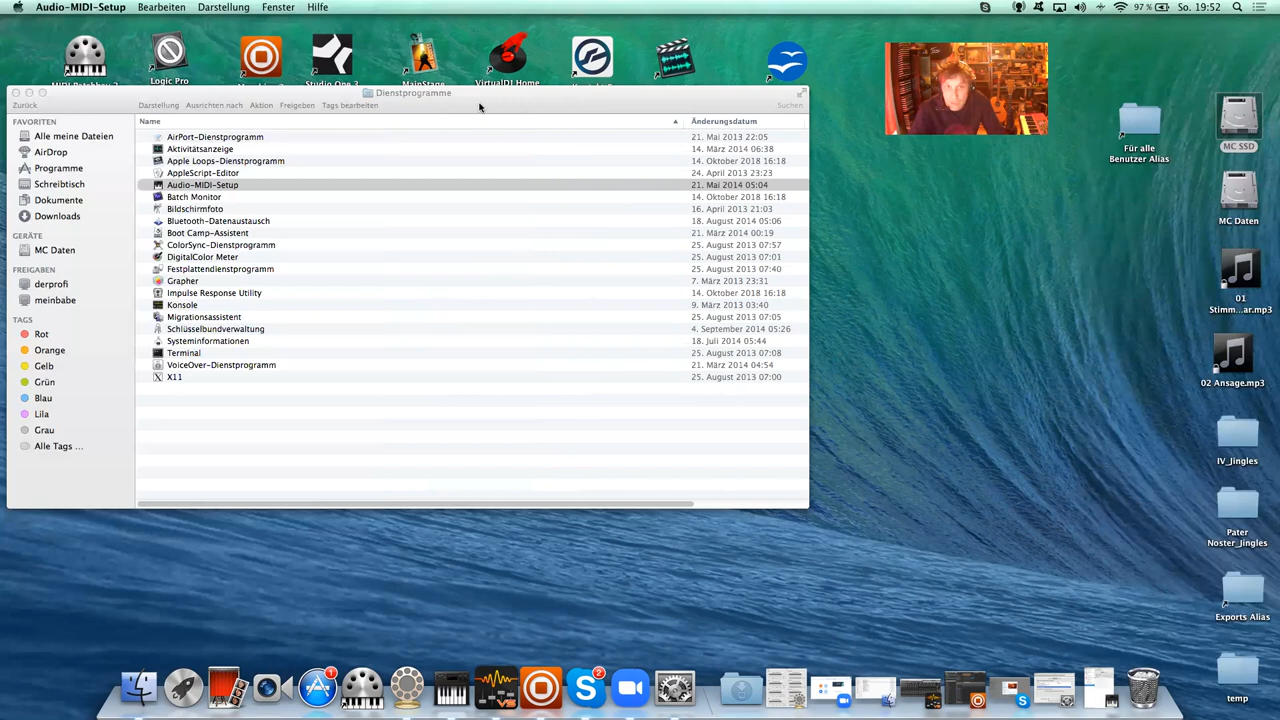 Audio-MIDI-Setup Bearbeiten Darstellung Fenster Hilfe
97 % So. 19:52
Logic Pro
Studio One 3
MainStage
VirtualDJ Home
Dienstprogramme
Zurück Darstellung Ausrichten nach Aktion Freigeben Tags bearbeiten Suchen
FAVORITEN
Alle meine Dateien
AirDrop
Programme
Schreibtisch
Dokumente
Downloads
GERÄTE
MC Daten
FREIGABEN
derprofi
meinbabe
TAGS
Rot
Orange
Gelb
Grün
Blau
Lila
Grau
Alle Tags ...
Name Änderungsdatum
AirPort-Dienstprogramm 21. Mai 2013 22:05
Aktivitätsanzeige 14. März 2014 06:38
Apple Loops-Dienstprogramm 14. Oktober 2018 16:18
AppleScript-Editor 24. April 2013 23:23
Audio-MIDI-Setup 21. Mai 2014 05:04
Batch Monitor 14. Oktober 2018 16:18
Bildschirmfoto 16. April 2013 21:03
Bluetooth-Datenaustausch 18. August 2014 05:06
Boot Camp-Assistent 21. März 2014 00:19
ColorSync-Dienstprogramm 25. August 2013 07:57
DigitalColor Meter 25. August 2013 07:01
Festplattendienstprogramm 25. August 2013 07:40
Grapher 7. März 2013 23:31
Impulse Response Utility 14. Oktober 2018 16:18
Konsole 9. März 2013 03:40
Migrationsassistent 25. August 2013 07:05
Schlüsselbundverwaltung 4. September 2014 05:26
Systeminformationen 18. Juli 2014 05:44
Terminal 25. August 2013 07:08
VoiceOver-Dienstprogramm 21. März 2014 04:54
X11 25. August 2013 07:00
Für alle
Benutzer Alias
MC SSD
MC Daten
01
Stimm...ar.mp3
02 Ansage.mp3
IV_Jingles
Pater
Noster_Jingles
Exports Alias
temp
1
2